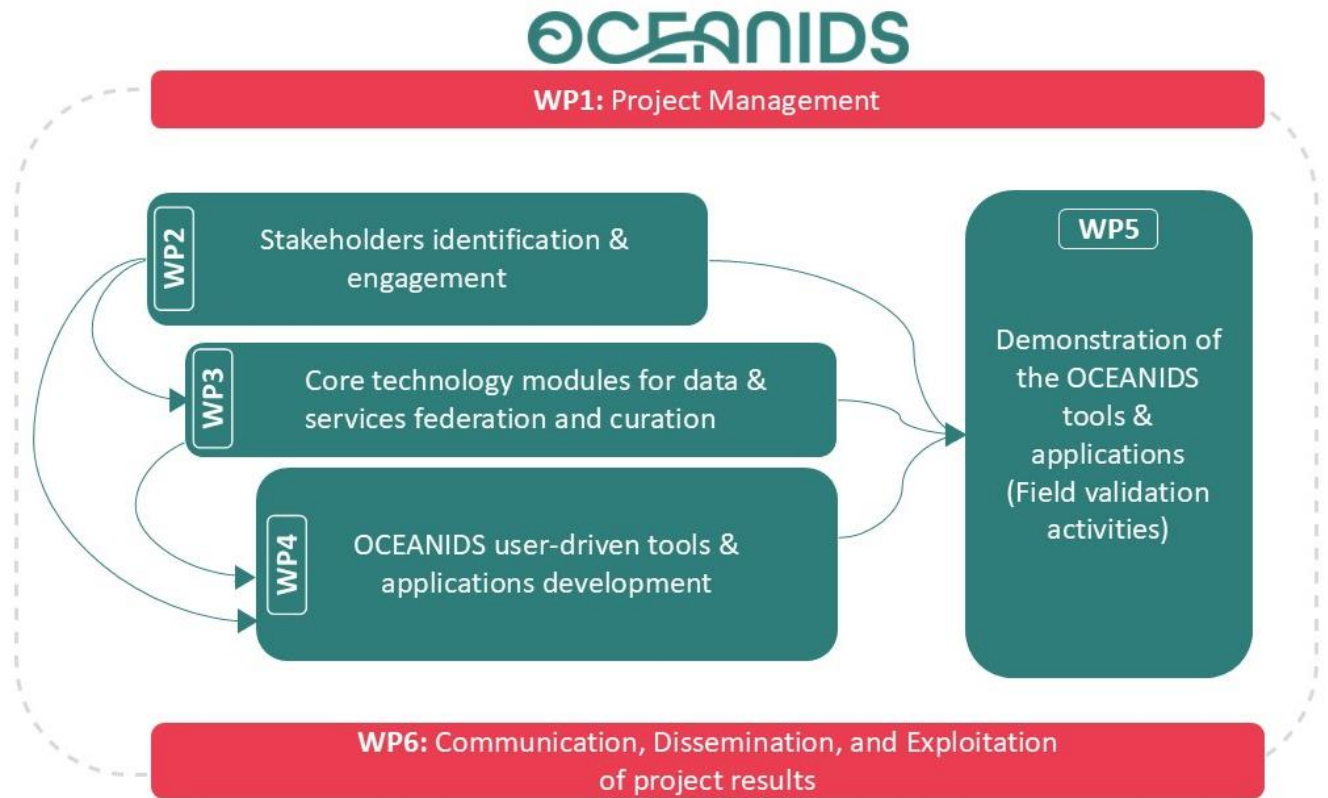 OCEANIDS
WP1: Project Management
WP2
Stakeholders identification &
engagement
WP3
Core technology modules for data &
services federation and curation
WP4
OCEANIDS user-driven tools &
applications development
WP5
Demonstration of
the OCEANIDS
tools &
applications
(Field validation
activities)
WP6: Communication, Dissemination, and Exploitation
of project results